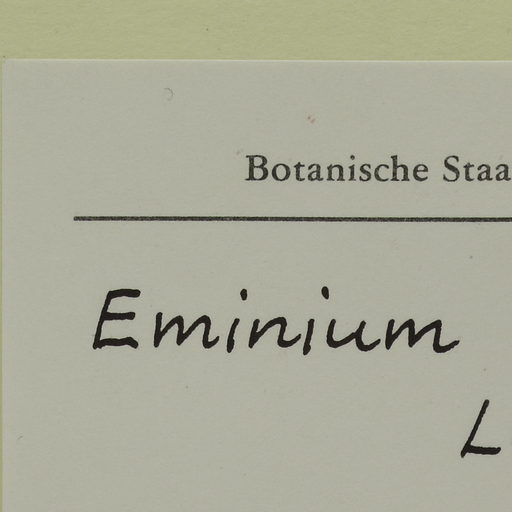 Botanische Staa
Eminium
L